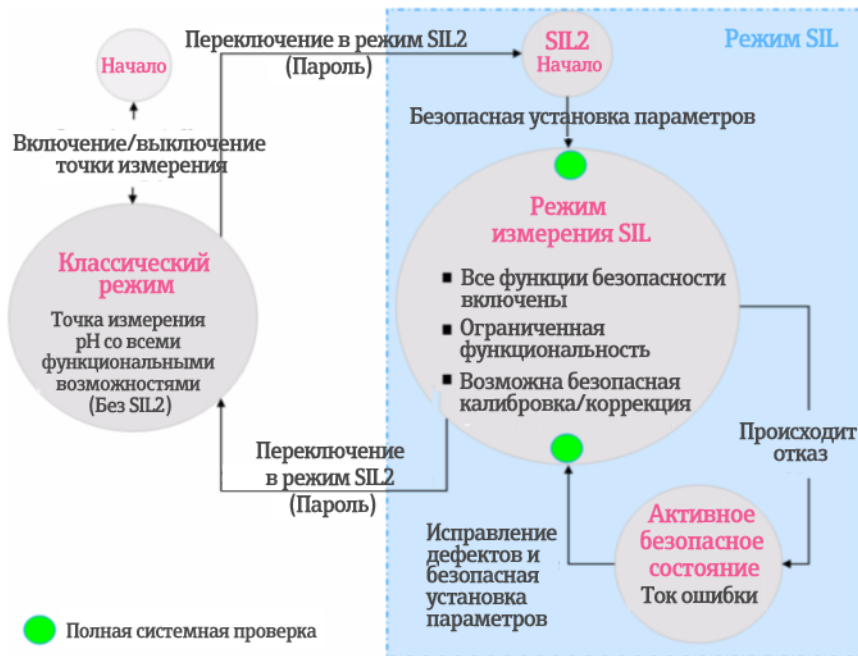 Начало
Включение/выключение
точки измерения
Классический
режим
Точка измерения
pH со всеми
функциональными
возможностями
(Без SIL2)
Переключение в режим SIL2
(Пароль)
SIL2
Начало
Режим SIL
Безопасная установка параметров
Режим
измерения SIL
Все функции безопасности
включены
Ограниченная
функциональность
Возможна безопасная
калибровка/коррекция
Переключение
в режим SIL2
(Пароль)
Происходит
отказ
Активное
безопасное
состояние
Ток ошибки
Исправление
дефектов и
безопасная
установка
параметров
Полная системная проверка